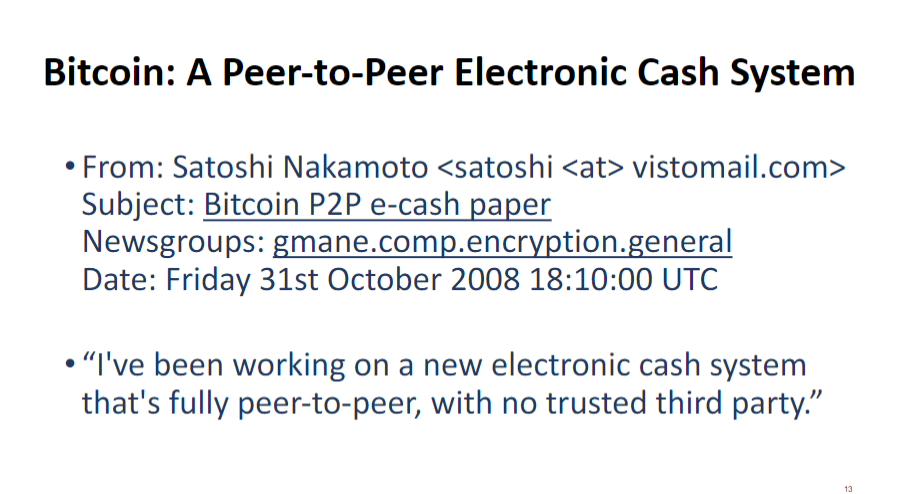 Bitcoin: A Peer-to-Peer Electronic Cash System
• From: Satoshi Nakamoto <satoshi <at> vistomail.com>
Subject: Bitcoin P2P e-cash paper
Newsgroups: gmane.comp.encryption.general
Date: Friday 31st October 2008 18:10:00 UTC
• “I've been working on a new electronic cash system
that's fully peer-to-peer, with no trusted third party.”
13